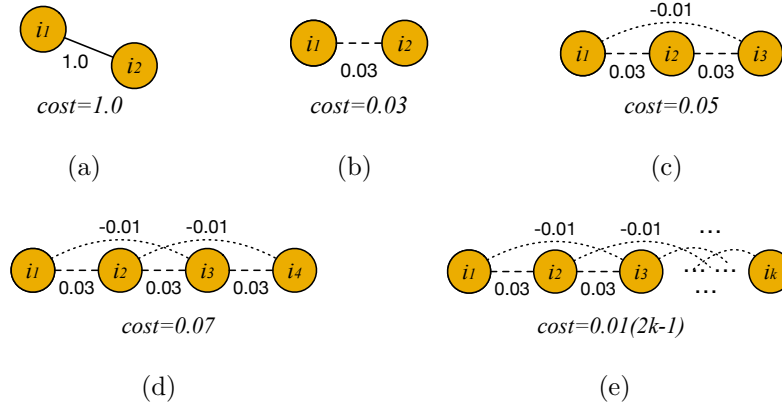 -0.01
i1 i2 i1 i2 i1 i2 i3
1.0 0.03 0.03 0.03
cost=1.0 cost=0.03 cost=0.05
(a) (b) (c)
-0.01 -0.01 -0.01 -0.01 ...
i1 i2 i3 i4 i1 i2 i3 ... ... ik
0.03 0.03 0.03 0.03 0.03 ...
cost=0.07 cost=0.01(2k-1)
(d) (e)